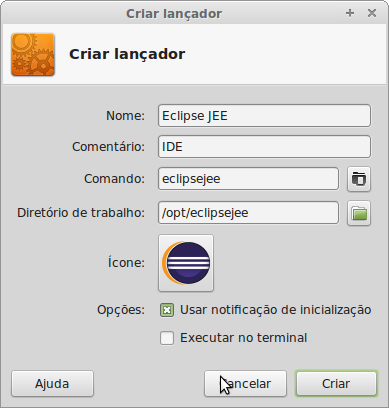 Criar lançador
Criar lançador
Nome: Eclipse JEE
Comentário: IDE
Comando: eclipsejee
Diretório de trabalho: /opt/eclipsejee
Ícone:
Opções: Usar notificação de inicialização
Executar no terminal
Ajuda Cancelar Criar